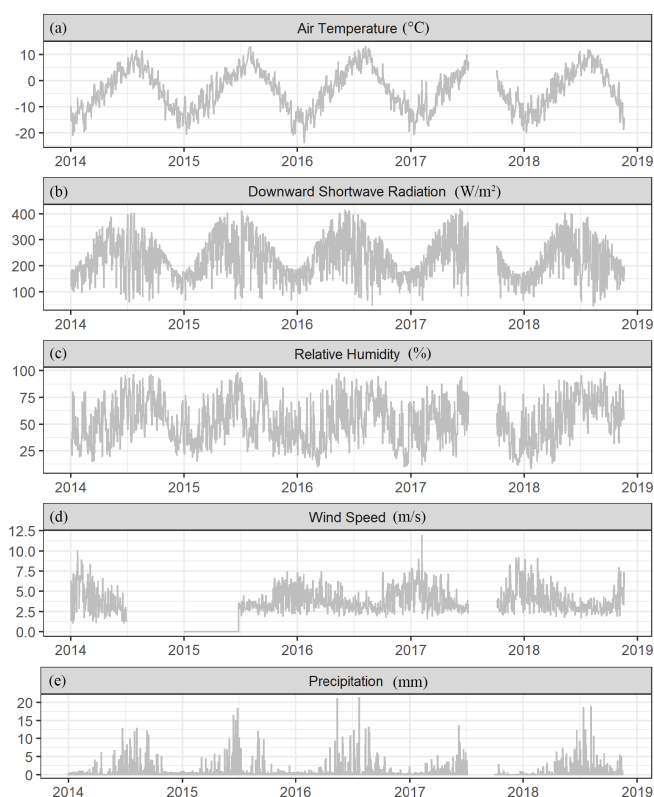 (a) Air Temperature (°C)
10
0
-10
-20
2014 2015 2016 2017 2018 2019
(b) Downward Shortwave Radiation (W/m²)
400
300
200
100
2014 2015 2016 2017 2018 2019
(c) Relative Humidity (%)
100
75
50
25
2014 2015 2016 2017 2018 2019
(d) Wind Speed (m/s)
12.5
10.0
7.5
5.0
2.5
0.0
2014 2015 2016 2017 2018 2019
(e) Precipitation (mm)
20
15
10
5
0
2014 2015 2016 2017 2018 2019